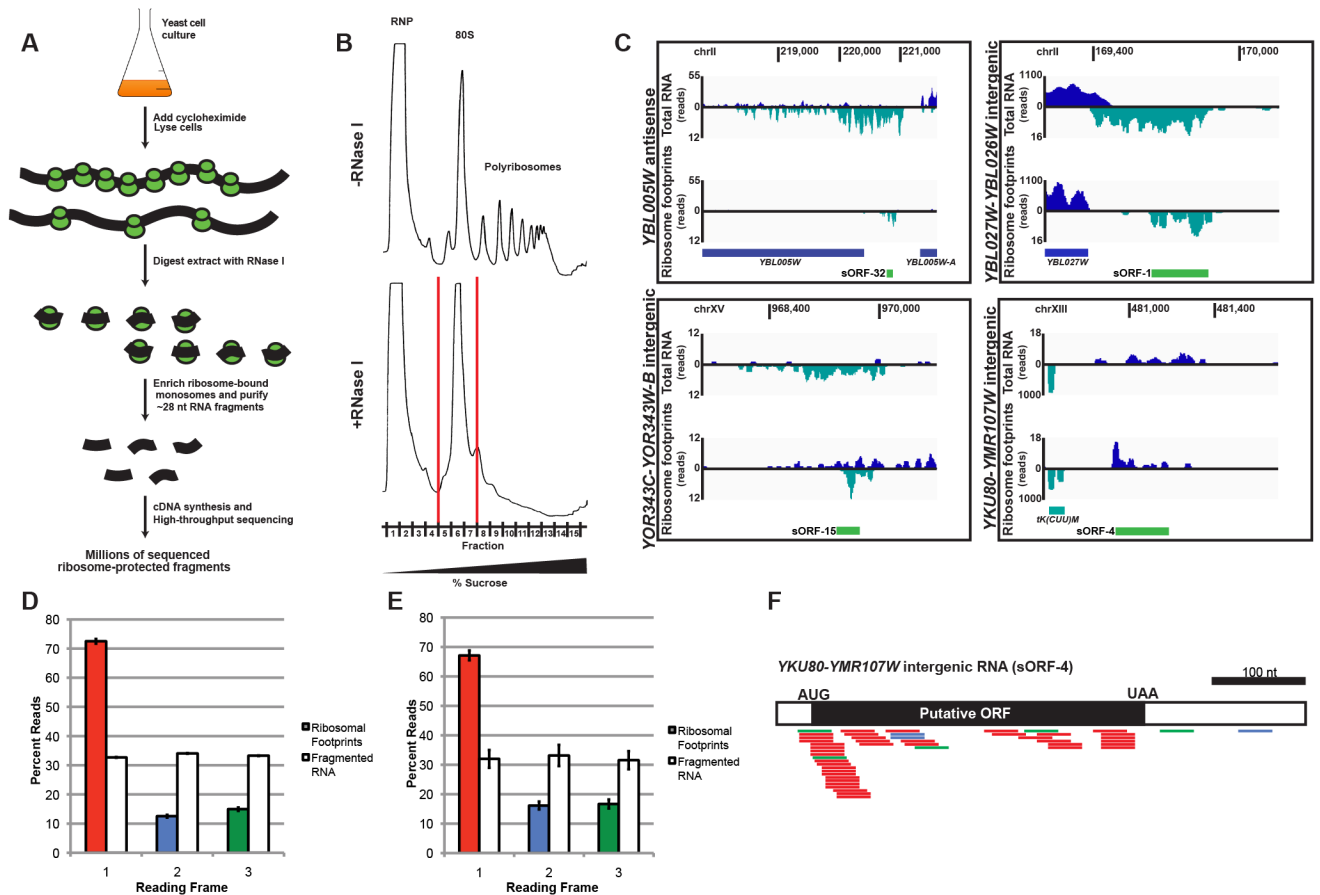 A
Yeast cell
culture
Add cycloheximide
Lyse cells
Digest extract with RNase I
Enrich ribosome-bound
monosomes and purify
~28 nt RNA fragments
cDNA synthesis and
High-throughput sequencing
Millions of sequenced
ribosome-protected fragments
B
RNP
80S
Polyribosomes
-RNase I
+RNase I
1 2 3 4 5 6 7 8 9 10 11 12 13 14 15
Fraction
% Sucrose
C
YBL005W antisense
chrII
219,000
220,000
221,000
55
0
12
Total RNA
(reads)
55
0
12
Ribosome footprints
(reads)
YBL005W
YBL005W-A
sORF-32
YBL027W-YBL026W intergenic
chrII
169,400
170,000
1100
0
16
Total RNA
(reads)
1100
0
16
Ribosome footprints
(reads)
YBL027W
sORF-1
YOR343C-YOR343W-B intergenic
chrXV
968,400
970,000
12
0
12
Total RNA
(reads)
12
0
12
Ribosome footprints
(reads)
sORF-15
YKU80-YMR107W intergenic
chrXIII
481,000
481,400
18
0
1000
Total RNA
(reads)
18
0
1000
Ribosome footprints
(reads)
tK(CUU)M
sORF-4
D
80
70
60
50
40
30
20
10
0
Percent Reads
1 2 3
Reading Frame
Ribosomal
Footprints
Fragmented
RNA
E
80
70
60
50
40
30
20
10
0
Percent Reads
1 2 3
Reading Frame
Ribosomal
Footprints
Fragmented
RNA
F
YKU80-YMR107W intergenic RNA (sORF-4)
100 nt
AUG
UAA
Putative ORF